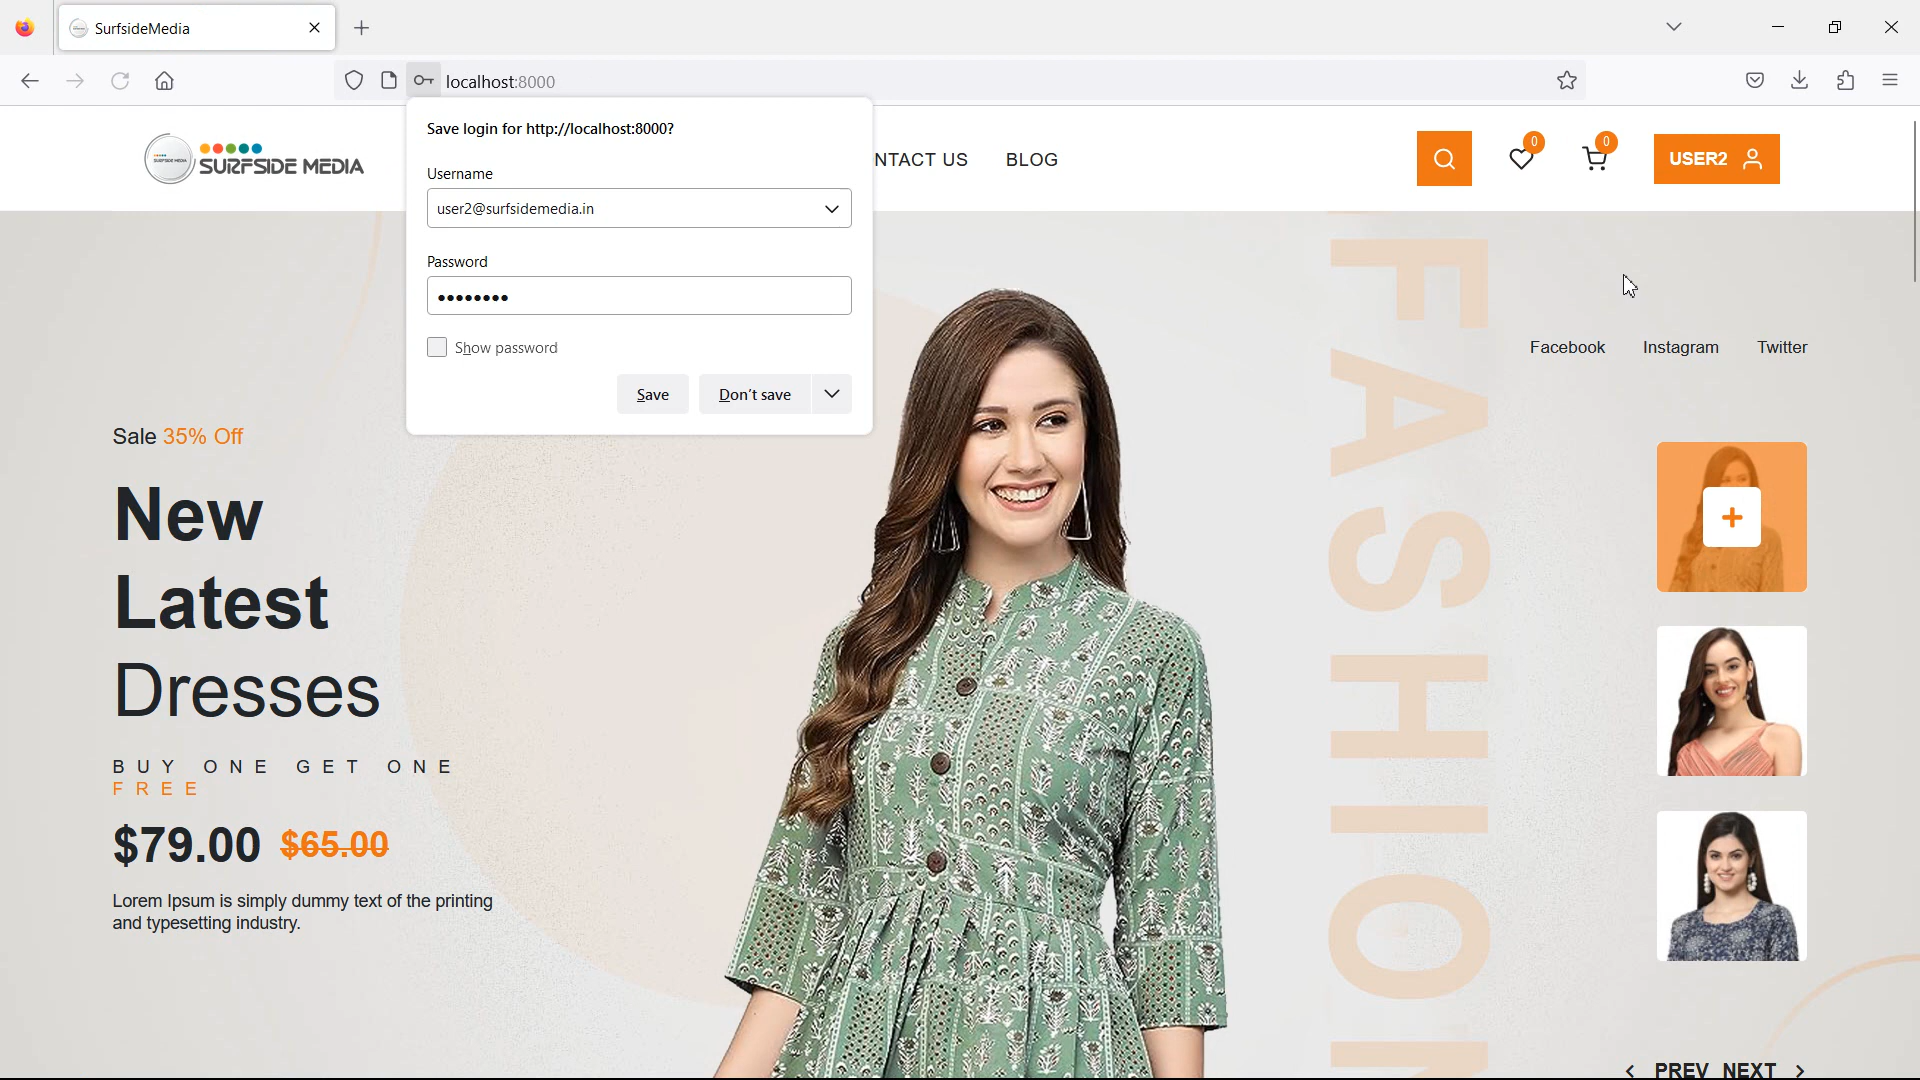 SurfsideMedia
localhost:8000
Save login for http://localhost:8000?
Username
user2@surfsidemedia.in
Password
••••••••
Show password
Save
Don't save
SURFSIDE MEDIA
SURFSIDE MEDIA
NTACT US
BLOG
0
0
USER2
Facebook
Instagram
Twitter
Sale 35% Off
New
Latest
Dresses
BUY ONE GET ONE
FREE
$79.00 $65.00
Lorem Ipsum is simply dummy text of the printing
and typesetting industry.
FASHION
PREV NEXT